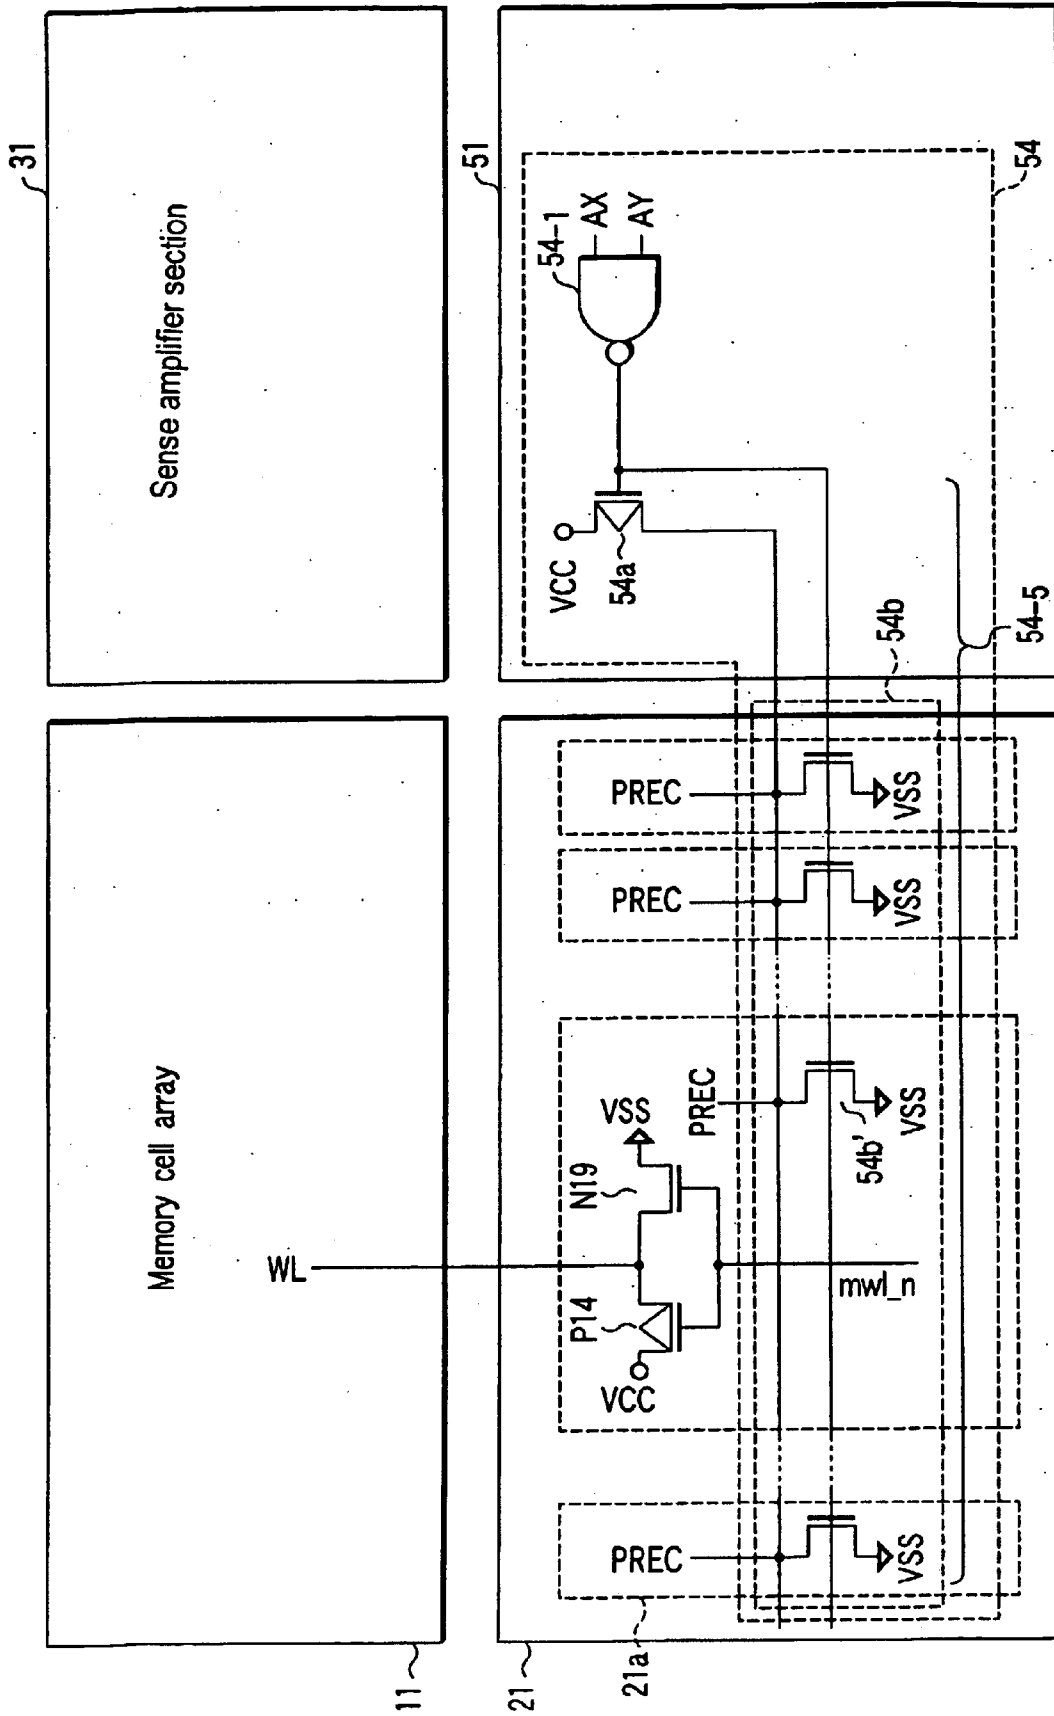 31
Sense amplifier section
Memory cell array
WL
11
51
54-1
AX
AY
VCC
54a
54
54b
54-5
PREC
VSS
PREC
VSS
PREC
VSS
54b'
VSS
N19
P14
VCC
mwl_n
PREC
VSS
21
21a